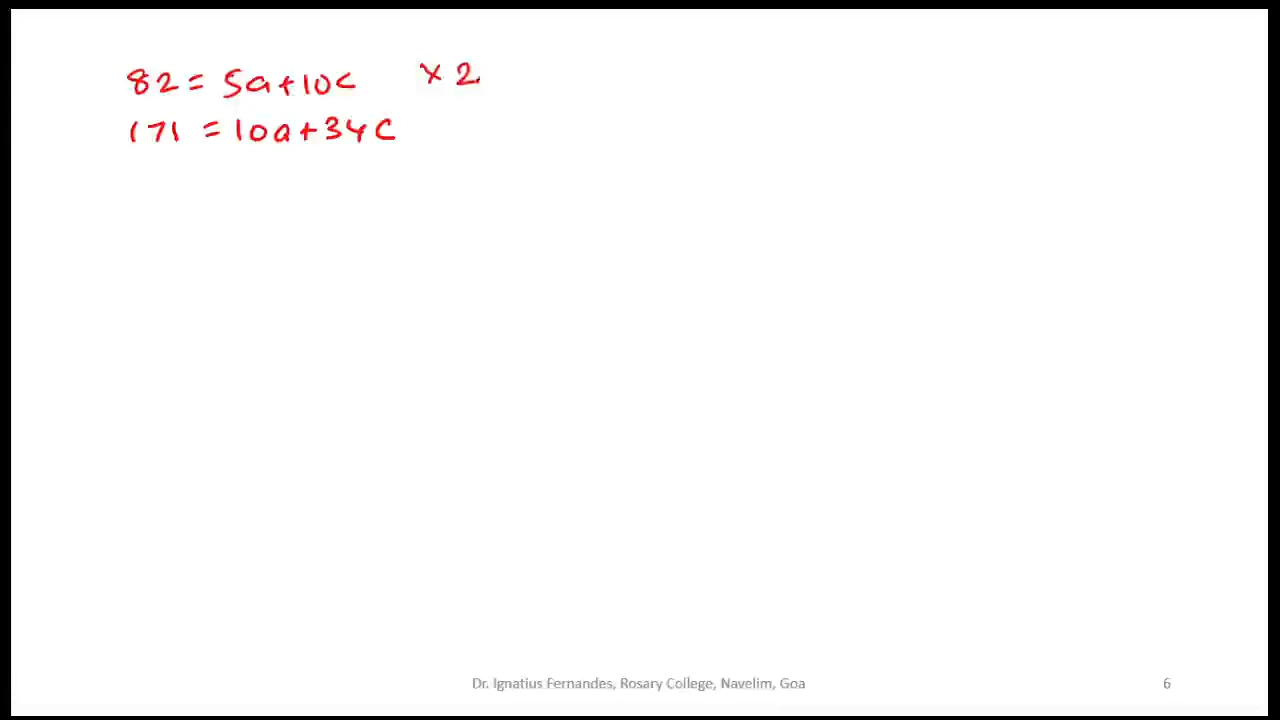 82 = 5a+10c × 2
171 = 10a+34c
Dr. Ignatius Fernandes, Rosary College, Navelim, Goa
6